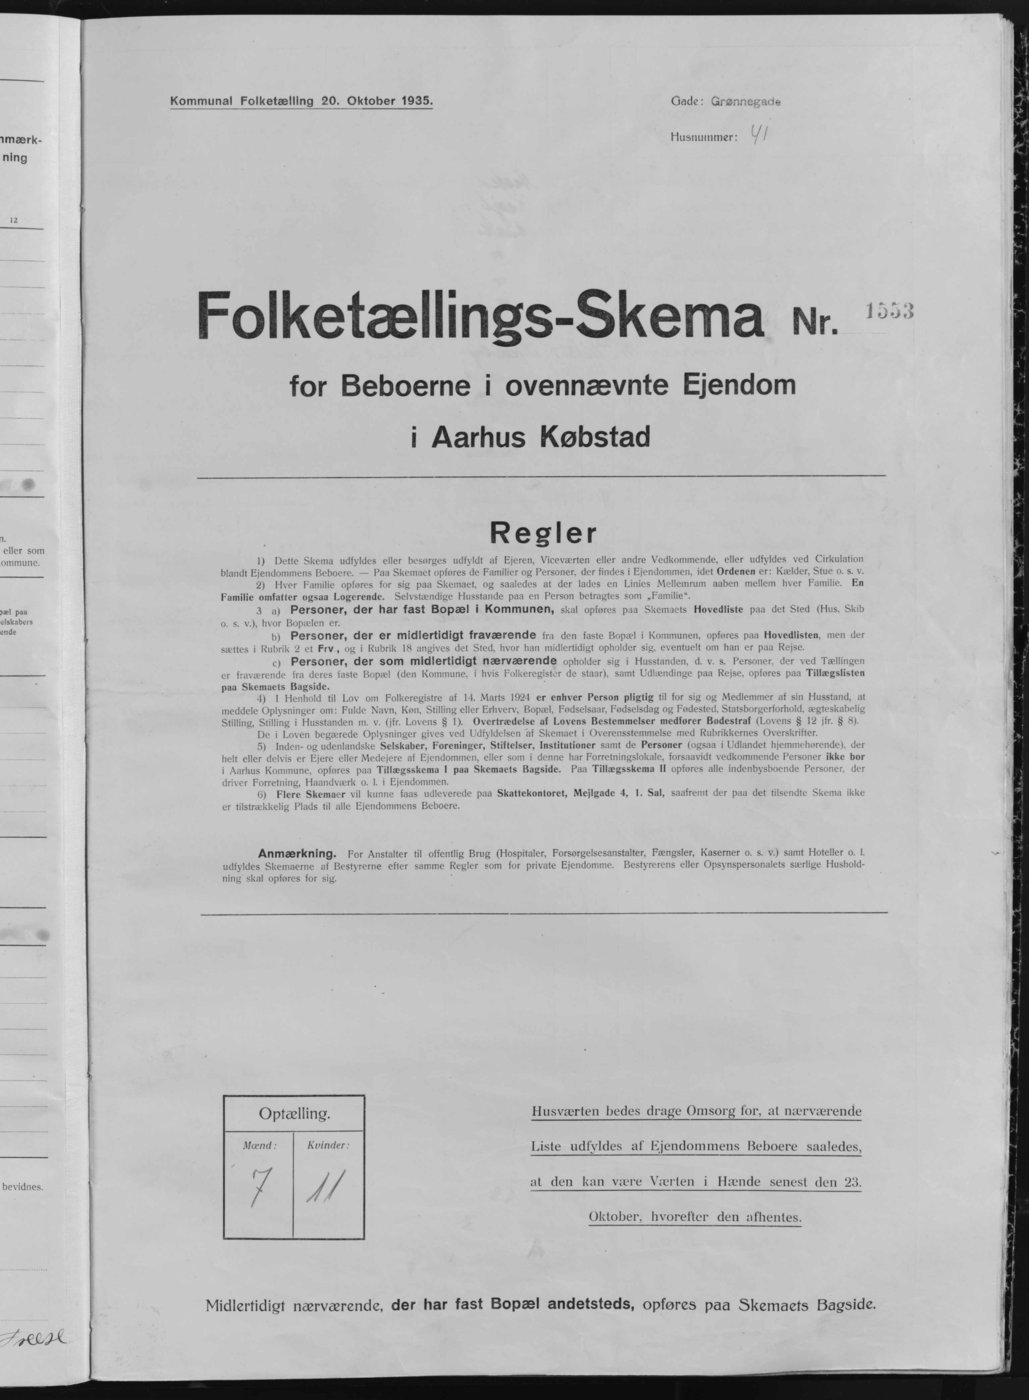 nmærk-
ning
12
n.
eller som
ommune.
pæl paa
elskabers
ende
bevidnes.
Kommunal Folketælling 20. Oktober 1935.
Gade: Grønnegade
Husnummer: 41
Folketællings-Skema Nr. 1553
for Beboerne i ovennævnte Ejendom
i Aarhus Købstad
Regler
1) Dette Skema udfyldes eller besørges udfyldt af Ejeren, Viceværten eller andre Vedkommende, eller udfyldes ved Cirkulation
blandt Ejendommens Beboere. — Paa Skemaet opføres de Familier og Personer, der findes i Ejendommen, idet Ordenen er: Kælder, Stue o. s. v.
2) Hver Familie opføres for sig paa Skemaet, og saaledes at der lades en Linies Mellemrum aaben mellem hver Familie. En
Familie omfatter ogsaa Logerende. Selvstændige Husstande paa en Person betragtes som „Familie“.
3 a) Personer, der har fast Bopæl i Kommunen, skal opføres paa Skemaets Hovedliste paa det Sted (Hus, Skib
o. s. v.), hvor Bopælen er.
b) Personer, der er midlertidigt fraværende fra den faste Bopæl i Kommunen, opføres paa Hovedlisten, men der
sættes i Rubrik 2 et Frv., og i Rubrik 18 angives det Sted, hvor han midlertidigt opholder sig, eventuelt om han er paa Rejse.
c) Personer, der som midlertidigt nærværende opholder sig i Husstanden, d. v. s. Personer, der ved Tællingen
er fraværende fra deres faste Bopæl (den Kommune, i hvis Folkeregister de staar), samt Udlændinge paa Rejse, opføres paa Tillægslisten
paa Skemaets Bagside.
4) I Henhold til Lov om Folkeregistre af 14. Marts 1924 er enhver Person pligtig til for sig og Medlemmer af sin Husstand, at
meddele Oplysninger om: Fulde Navn, Køn, Stilling eller Erhverv, Bopæl, Fødselsaar, Fødselsdag og Fødested, Statsborgerforhold, ægteskabelig
Stilling, Stilling i Husstanden m. v. (jfr. Lovens § 1). Overtrædelse af Lovens Bestemmelser medfører Bødestraf (Lovens § 12 jfr. § 8).
De i Loven begærede Oplysninger gives ved Udfyldelsen af Skemaet i Overensstemmelse med Rubrikkernes Overskrifter.
5) Inden- og udenlandske Selskaber, Foreninger, Stiftelser, Institutioner samt de Personer (ogsaa i Udlandet hjemmehørende), der
helt eller delvis er Ejere eller Medejere af Ejendommen, eller som i denne har Forretningslokale, forsaavidt vedkommende Personer ikke bor
i Aarhus Kommune, opføres paa Tillægsskema I paa Skemaets Bagside. Paa Tillægsskema II opføres alle indenbysboende Personer, der
driver Forretning, Haandværk o. l. i Ejendommen.
6) Flere Skemaer vil kunne faas udleverede paa Skattekontoret, Mejlgade 4, 1. Sal, saafremt der paa det tilsendte Skema ikke
er tilstrækkelig Plads til alle Ejendommens Beboere.
Anmærkning. For Anstalter til offentlig Brug (Hospitaler, Forsørgelsesanstalter, Fængsler, Kaserner o. s. v.) samt Hoteller o. l.
udfyldes Skemaerne af Bestyrerne efter samme Regler som for private Ejendomme. Bestyrerens eller Opsynspersonalets særlige Hushold-
ning skal opføres for sig.
Optælling.
Mænd: Kvinder:
7 11
Husværten bedes drage Omsorg for, at nærværende
Liste udfyldes af Ejendommens Beboere saaledes,
at den kan være Værten i Hænde senest den 23.
Oktober, hvorefter den afhentes.
Midlertidigt nærværende, der har fast Bopæl andetsteds, opføres paa Skemaets Bagside.